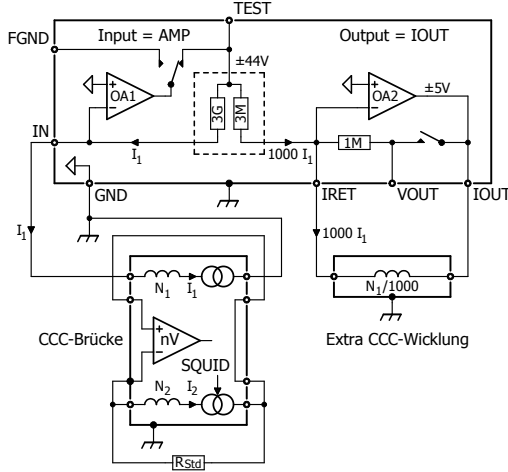 TEST
FGND
Input = AMP
Output = IOUT
±44V
OA1
3G
3M
OA2
±5V
IN
I1
1000 I1
1M
GND
IRET
VOUT
IOUT
I1
1000 I1
N1
I1
N1/1000
CCC-Brücke
+
nV
−
Extra CCC-Wicklung
SQUID
N2
I2
RStd